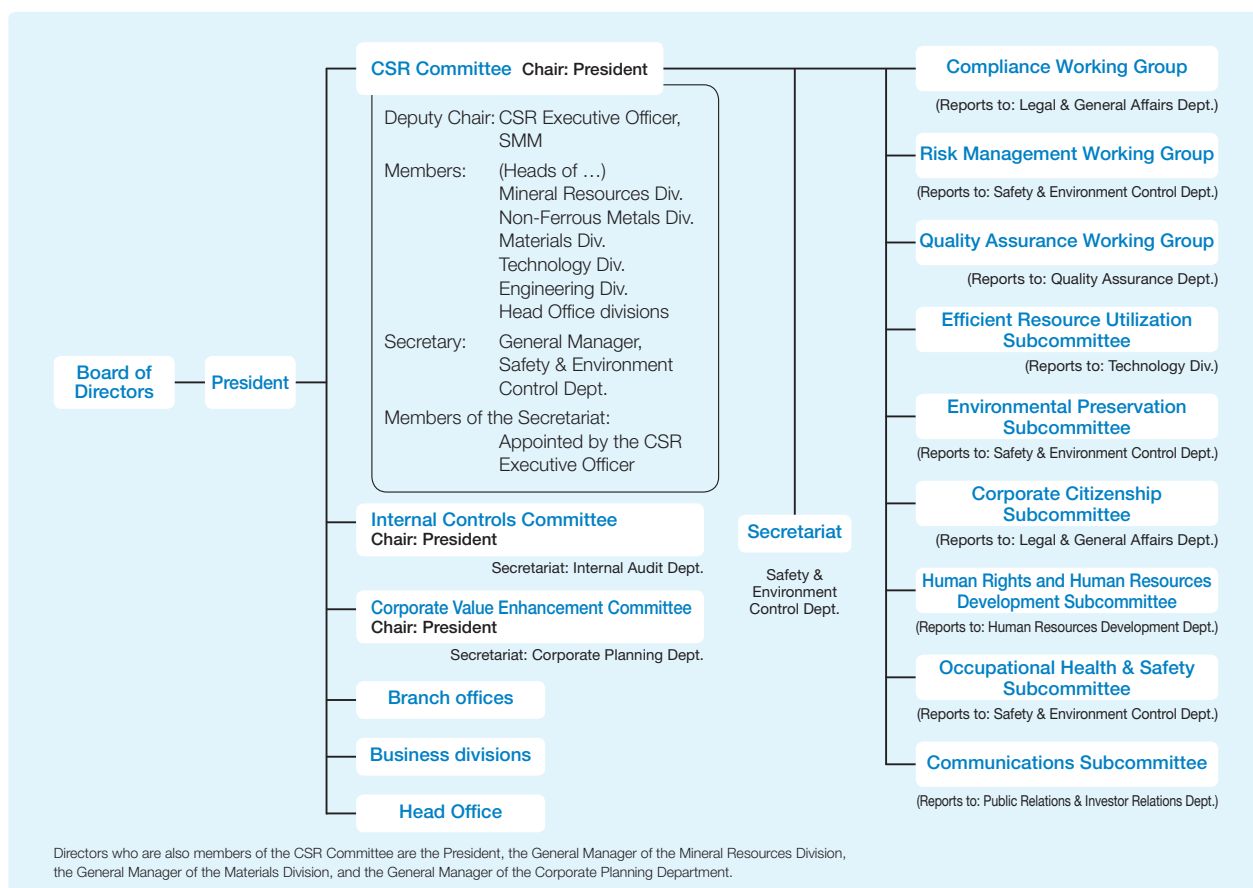 Board of
Directors
President
CSR Committee Chair: President
Deputy Chair: CSR Executive Officer,
SMM
Members: (Heads of …)
Mineral Resources Div.
Non-Ferrous Metals Div.
Materials Div.
Technology Div.
Engineering Div.
Head Office divisions
Secretary: General Manager,
Safety & Environment
Control Dept.
Members of the Secretariat:
Appointed by the CSR
Executive Officer
Internal Controls Committee
Chair: President
Secretariat: Internal Audit Dept.
Corporate Value Enhancement Committee
Chair: President
Secretariat: Corporate Planning Dept.
Branch offices
Business divisions
Head Office
Secretariat
Safety &
Environment
Control Dept.
Compliance Working Group
(Reports to: Legal & General Affairs Dept.)
Risk Management Working Group
(Reports to: Safety & Environment Control Dept.)
Quality Assurance Working Group
(Reports to: Quality Assurance Dept.)
Efficient Resource Utilization
Subcommittee
(Reports to: Technology Div.)
Environmental Preservation
Subcommittee
(Reports to: Safety & Environment Control Dept.)
Corporate Citizenship
Subcommittee
(Reports to: Legal & General Affairs Dept.)
Human Rights and Human Resources
Development Subcommittee
(Reports to: Human Resources Development Dept.)
Occupational Health & Safety
Subcommittee
(Reports to: Safety & Environment Control Dept.)
Communications Subcommittee
(Reports to: Public Relations & Investor Relations Dept.)
Directors who are also members of the CSR Committee are the President, the General Manager of the Mineral Resources Division,
the General Manager of the Materials Division, and the General Manager of the Corporate Planning Department.